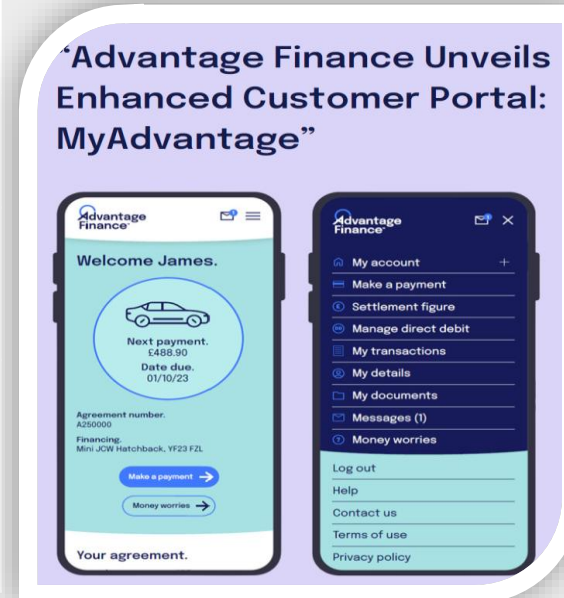 “Advantage Finance Unveils
Enhanced Customer Portal:
MyAdvantage”
Advantage
Finance
Welcome James.
Next payment.
£488.90
Date due.
01/10/23
Agreement number.
A250000
Financing.
Mini JCW Hatchback, YF23 FZL
Make a payment
Money worries
Your agreement.
Advantage
Finance
My account
Make a payment
£ Settlement figure
DD Manage direct debit
My transactions
My details
My documents
Messages (1)
? Money worries
Log out
Help
Contact us
Terms of use
Privacy policy